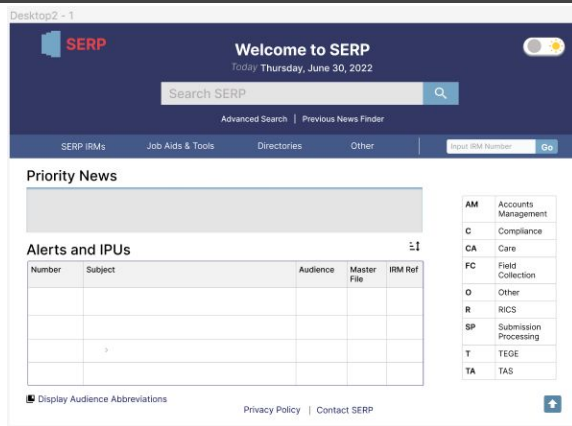 Desktop2 - 1
SERP
Welcome to SERP
Today Thursday, June 30, 2022
Search SERP
Advanced Search | Previous News Finder
SERP IRMs Job Aids & Tools Directories Other Input IRM Number Go
Priority News
Alerts and IPUs
Number Subject Audience Master File IRM Ref
AM Accounts Management
C Compliance
CA Care
FC Field Collection
O Other
R RICS
SP Submission Processing
T TEGE
TA TAS
Display Audience Abbreviations
Privacy Policy | Contact SERP